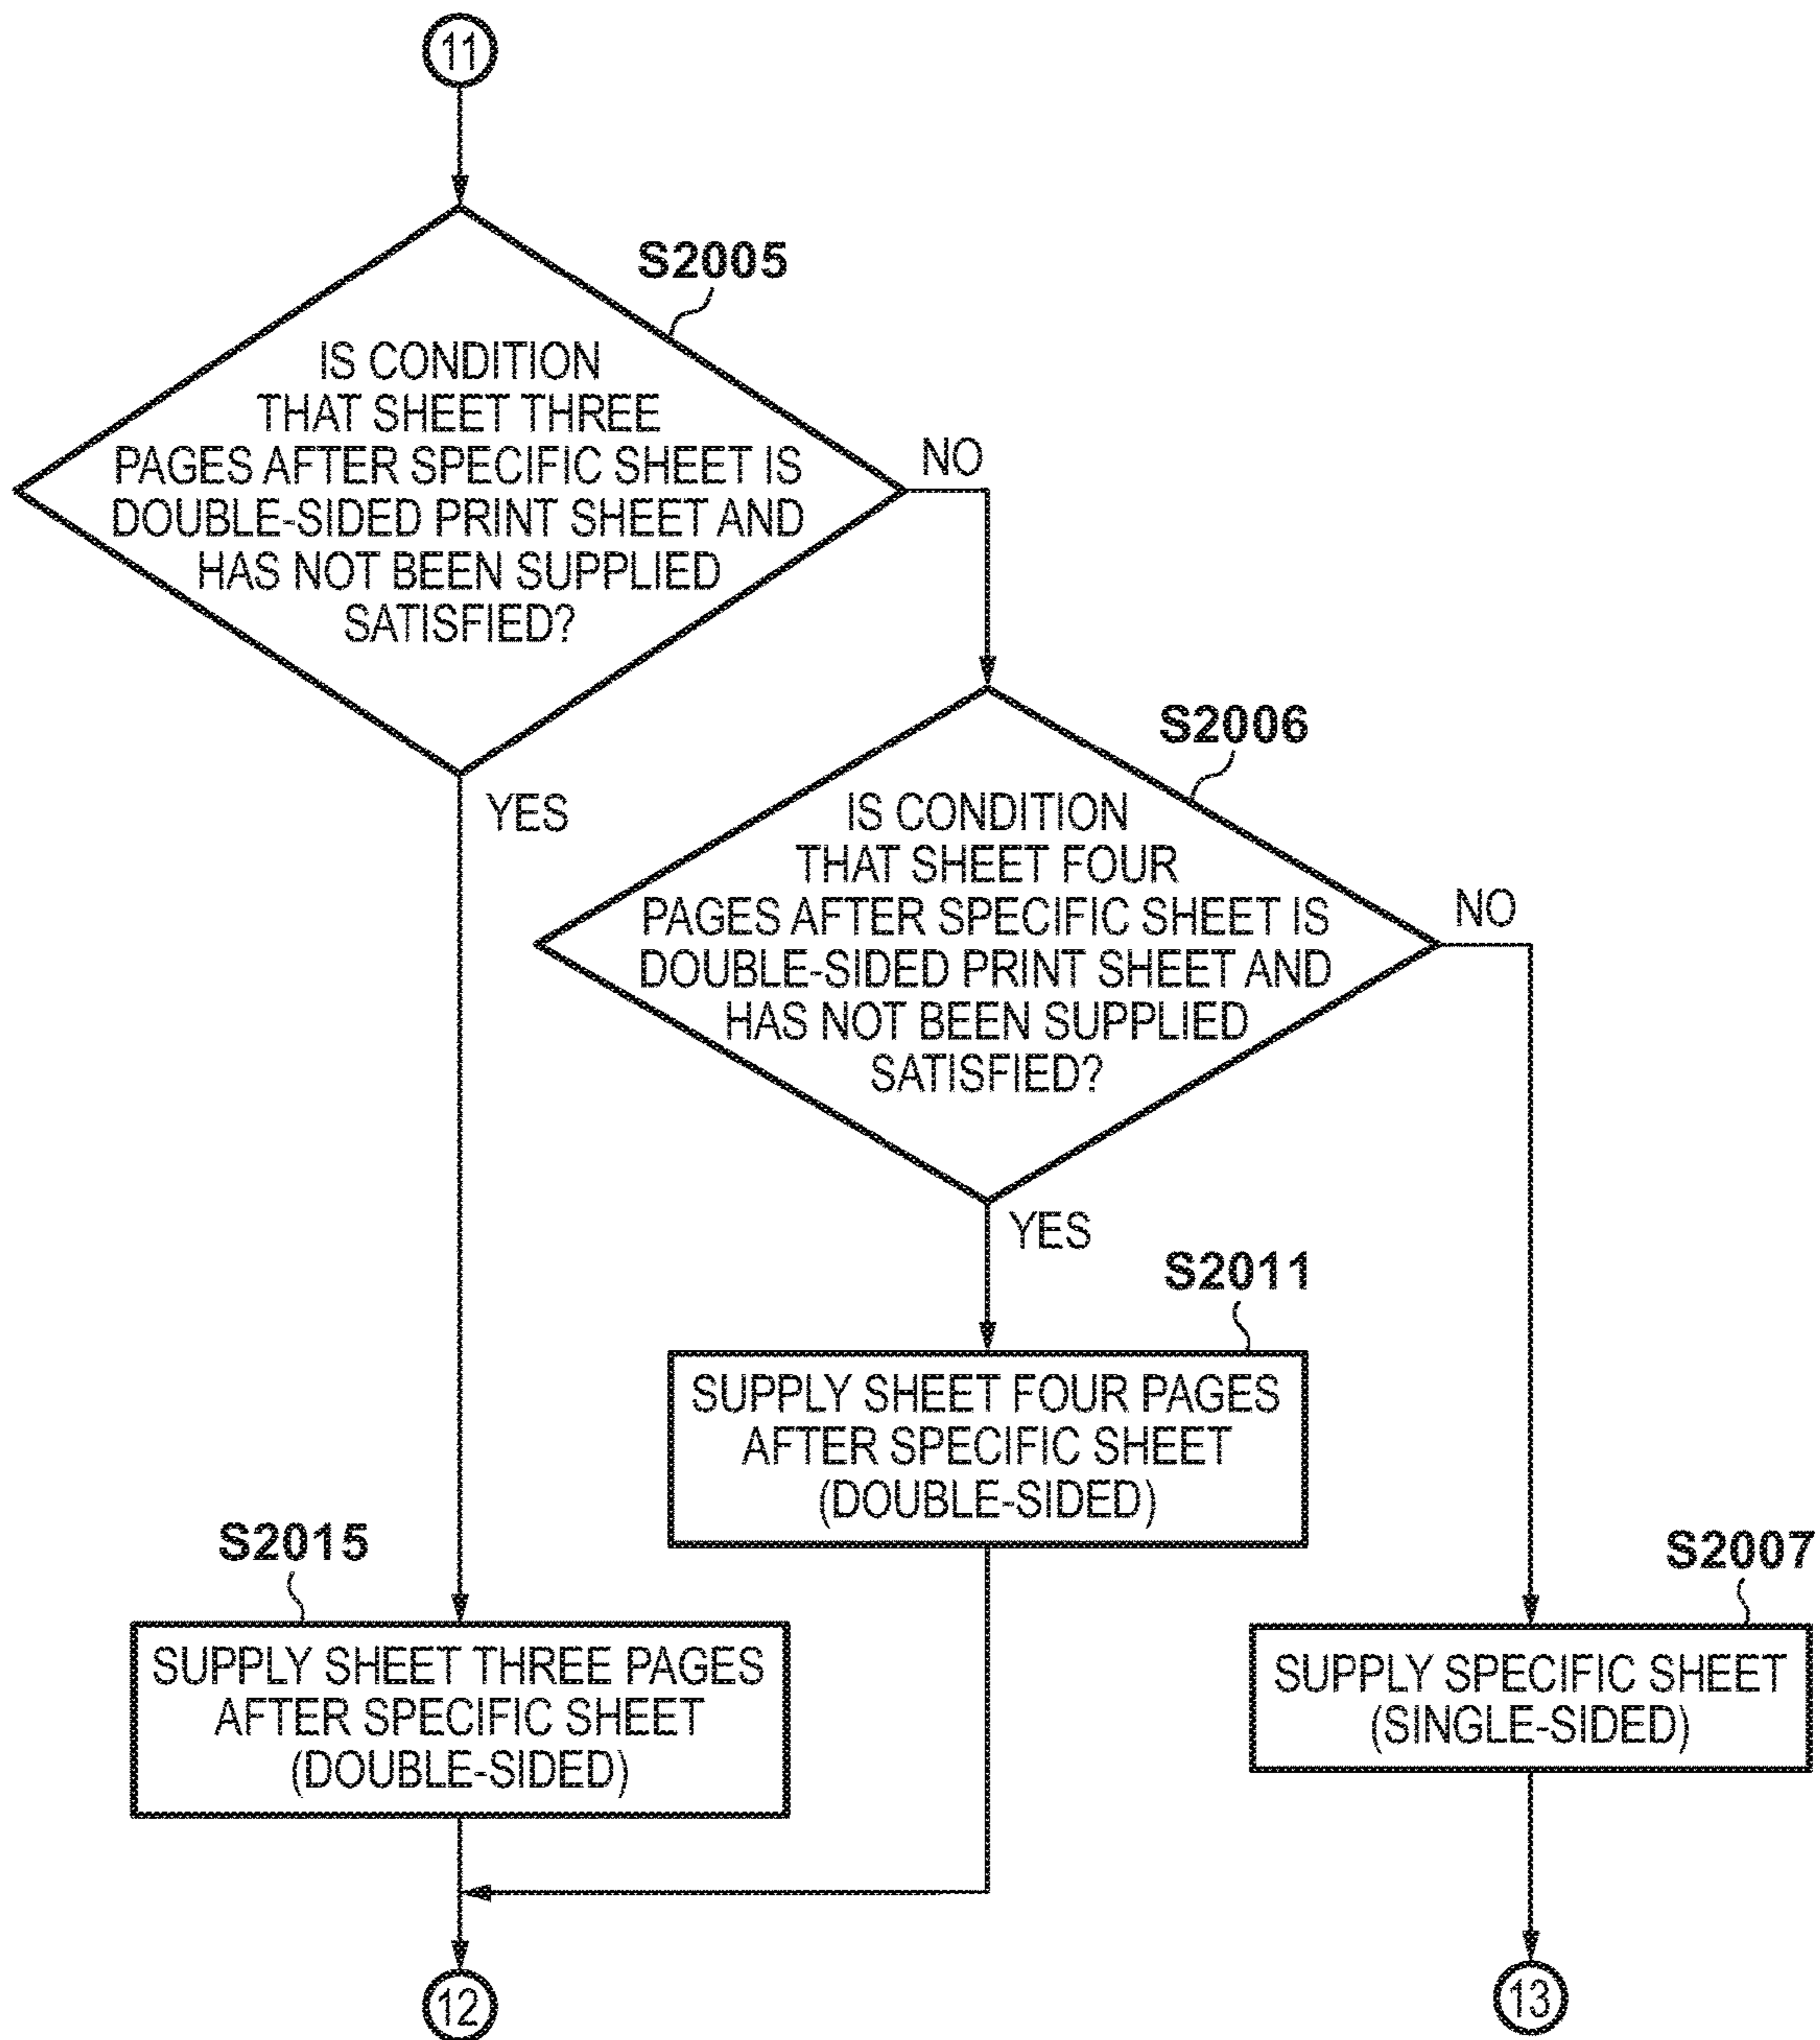 11
S2005
IS CONDITION
THAT SHEET THREE
PAGES AFTER SPECIFIC SHEET IS
DOUBLE-SIDED PRINT SHEET AND
HAS NOT BEEN SUPPLIED
SATISFIED?
NO
YES
S2006
IS CONDITION
THAT SHEET FOUR
PAGES AFTER SPECIFIC SHEET IS
DOUBLE-SIDED PRINT SHEET AND
HAS NOT BEEN SUPPLIED
SATISFIED?
NO
YES
S2011
SUPPLY SHEET FOUR PAGES
AFTER SPECIFIC SHEET
(DOUBLE-SIDED)
S2015
SUPPLY SHEET THREE PAGES
AFTER SPECIFIC SHEET
(DOUBLE-SIDED)
S2007
SUPPLY SPECIFIC SHEET
(SINGLE-SIDED)
12
13